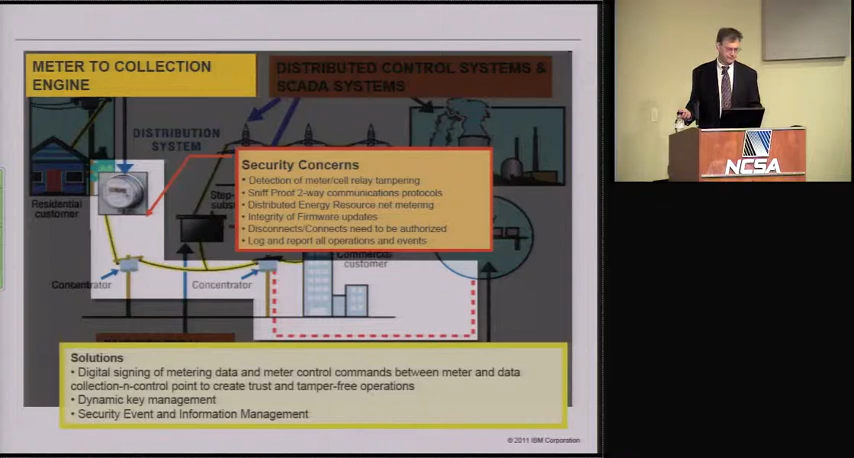 METER TO COLLECTION
ENGINE
DISTRIBUTED CONTROL SYSTEMS &
SCADA SYSTEMS
DISTRIBUTION
SYSTEM
Security Concerns
• Detection of meter/cell relay tampering
• Sniff Proof 2-way communications protocols
• Distributed Energy Resource net metering
• Integrity of Firmware updates
• Disconnects/Connects need to be authorized
• Log and report all operations and events
Residential
customer
Commercial
customer
Concentrator
Concentrator
Solutions
• Digital signing of metering data and meter control commands between meter and data
collection-n-control point to create trust and tamper-free operations
• Dynamic key management
• Security Event and Information Management
© 2011 IBM Corporation
NCSA